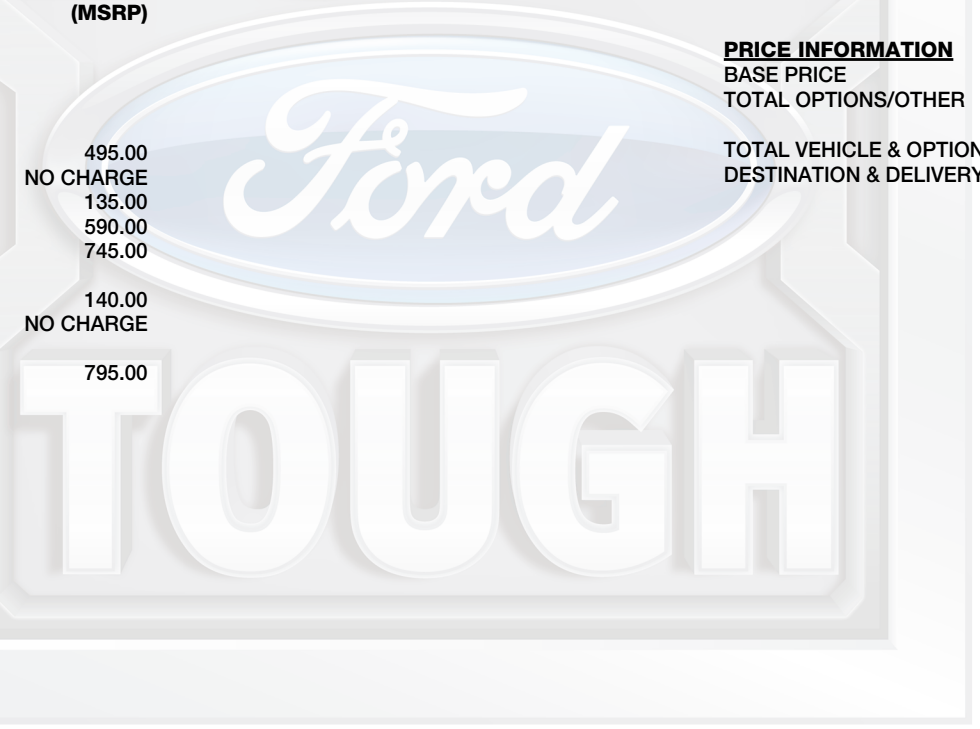 (MSRP)
495.00
NO CHARGE
135.00
590.00
745.00
140.00
NO CHARGE
795.00
PRICE INFORMATION
BASE PRICE
TOTAL OPTIONS/OTHER
TOTAL VEHICLE & OPTION
DESTINATION & DELIVERY
Ford
TOUGH